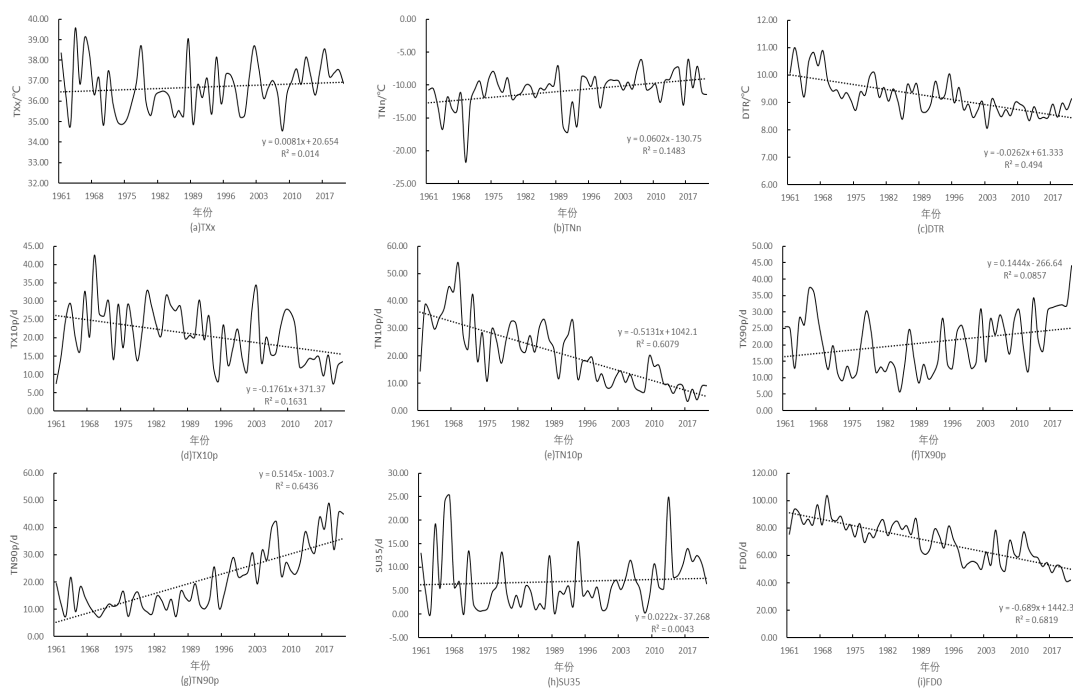 40.00
39.00
38.00
37.00
36.00
35.00
34.00
33.00
32.00
TXx/℃
y = 0.0081x + 20.654
R² = 0.014
1961 1968 1975 1982 1989 1996 2003 2010 2017
年份
(a)TXx
0.00
-5.00
-10.00
-15.00
-20.00
-25.00
TNn/℃
y = 0.0602x - 130.75
R² = 0.1483
1961 1968 1975 1982 1989 1996 2003 2010 2017
年份
(b)TNn
12.00
11.00
10.00
9.00
8.00
7.00
6.00
DTR/℃
y = -0.0262x + 61.333
R² = 0.494
1961 1968 1975 1982 1989 1996 2003 2010 2017
年份
(c)DTR
45.00
40.00
35.00
30.00
25.00
20.00
15.00
10.00
5.00
0.00
TX10p/d
y = -0.1761x + 371.37
R² = 0.1631
1961 1968 1975 1982 1989 1996 2003 2010 2017
年份
(d)TX10p
60.00
50.00
40.00
30.00
20.00
10.00
0.00
TN10p/d
y = -0.5131x + 1042.1
R² = 0.6079
1961 1968 1975 1982 1989 1996 2003 2010 2017
年份
(e)TN10p
50.00
45.00
40.00
35.00
30.00
25.00
20.00
15.00
10.00
5.00
0.00
TX90p/d
y = 0.1444x - 266.64
R² = 0.0857
1961 1968 1975 1982 1989 1996 2003 2010 2017
年份
(f)TX90p
60.00
50.00
40.00
30.00
20.00
10.00
0.00
TN90p/d
y = 0.5145x - 1003.7
R² = 0.6436
1961 1968 1975 1982 1989 1996 2003 2010 2017
年份
(g)TN90p
30.00
25.00
20.00
15.00
10.00
5.00
0.00
-5.00
SU35/d
y = 0.0222x - 37.268
R² = 0.0043
1961 1968 1975 1982 1989 1996 2003 2010 2017
年份
(h)SU35
120.00
100.00
80.00
60.00
40.00
20.00
0.00
FD0/d
y = -0.689x + 1442.3
R² = 0.6819
1961 1968 1975 1982 1989 1996 2003 2010 2017
年份
(i)FD0